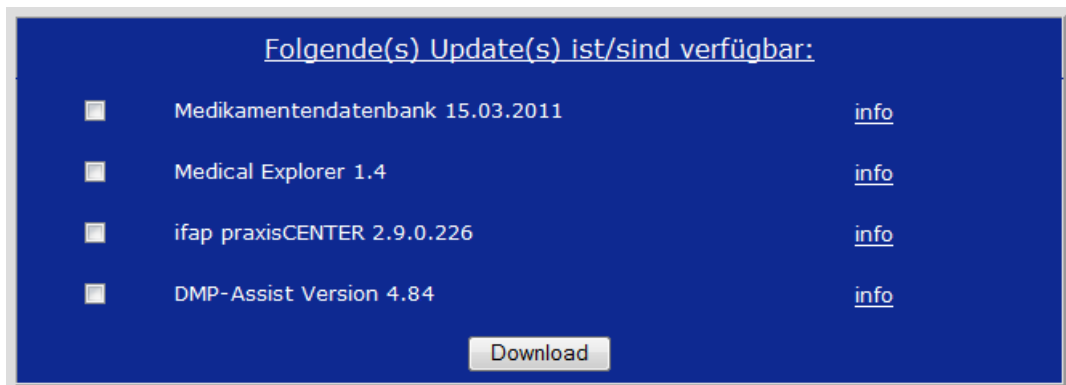 Folgende(s) Update(s) ist/sind verfügbar:
Medikamentendatenbank 15.03.2011 info
Medical Explorer 1.4 info
ifap praxisCENTER 2.9.0.226 info
DMP-Assist Version 4.84 info
Download